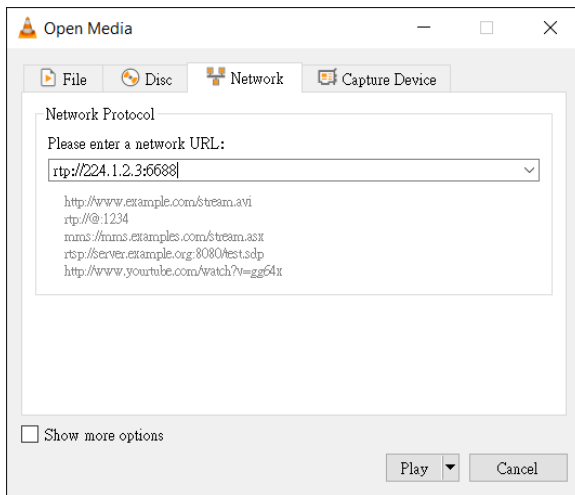 Open Media
File Disc Network Capture Device
Network Protocol
Please enter a network URL:
rtp://224.1.2.3:6688
http://www.example.com/stream.avi
rtp://@:1234
mms://mms.examples.com/stream.asx
rtsp://server.example.org:8080/test.sdp
http://www.yourtube.com/watch?v=gg64x
Show more options
Play Cancel